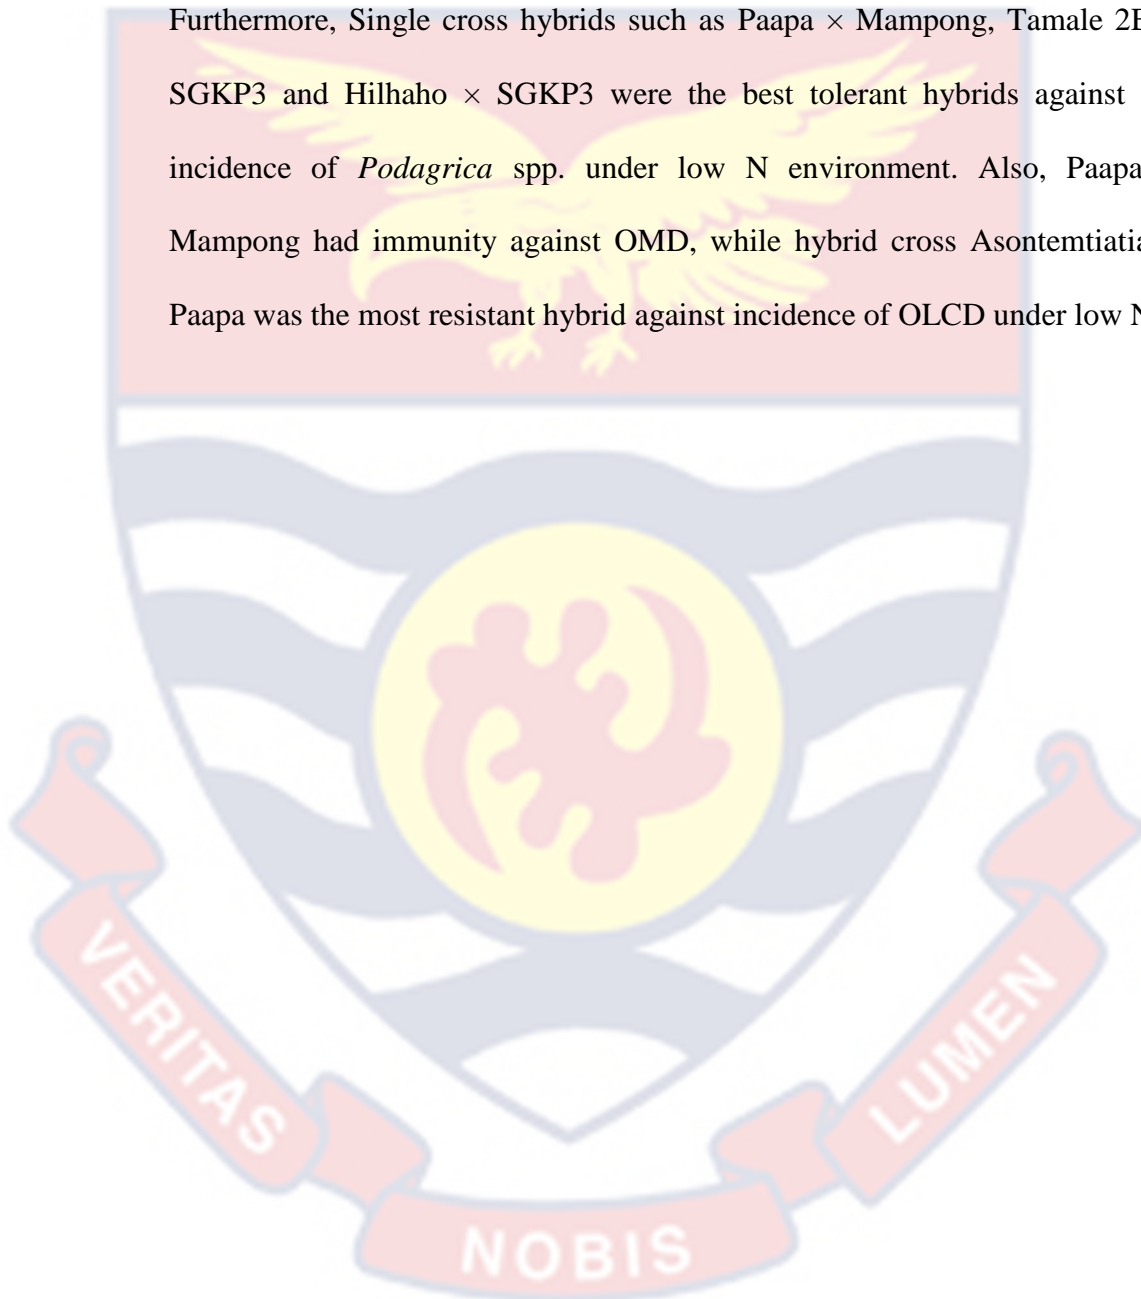 Furthermore, Single cross hybrids such as Paapa × Mampong, Tamale 2
SGKP3 and Hilhaho × SGKP3 were the best tolerant hybrids against
incidence of Podagrica spp. under low N environment. Also, Paapa
Mampong had immunity against OMD, while hybrid cross Asontemtiatia
Paapa was the most resistant hybrid against incidence of OLCD under low N
VERITAS
NOBIS
LUMEN